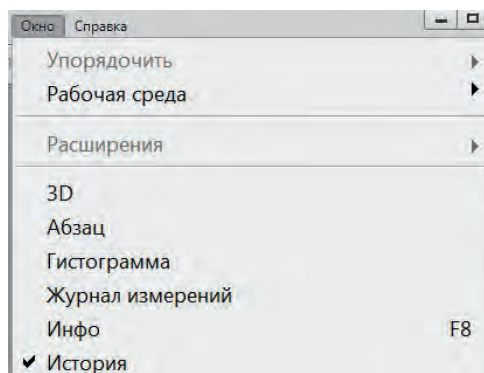 Окно Справка
Упорядочить
Рабочая среда
Расширения
3D
Абзац
Гистограмма
Журнал измерений
Инфо F8
История